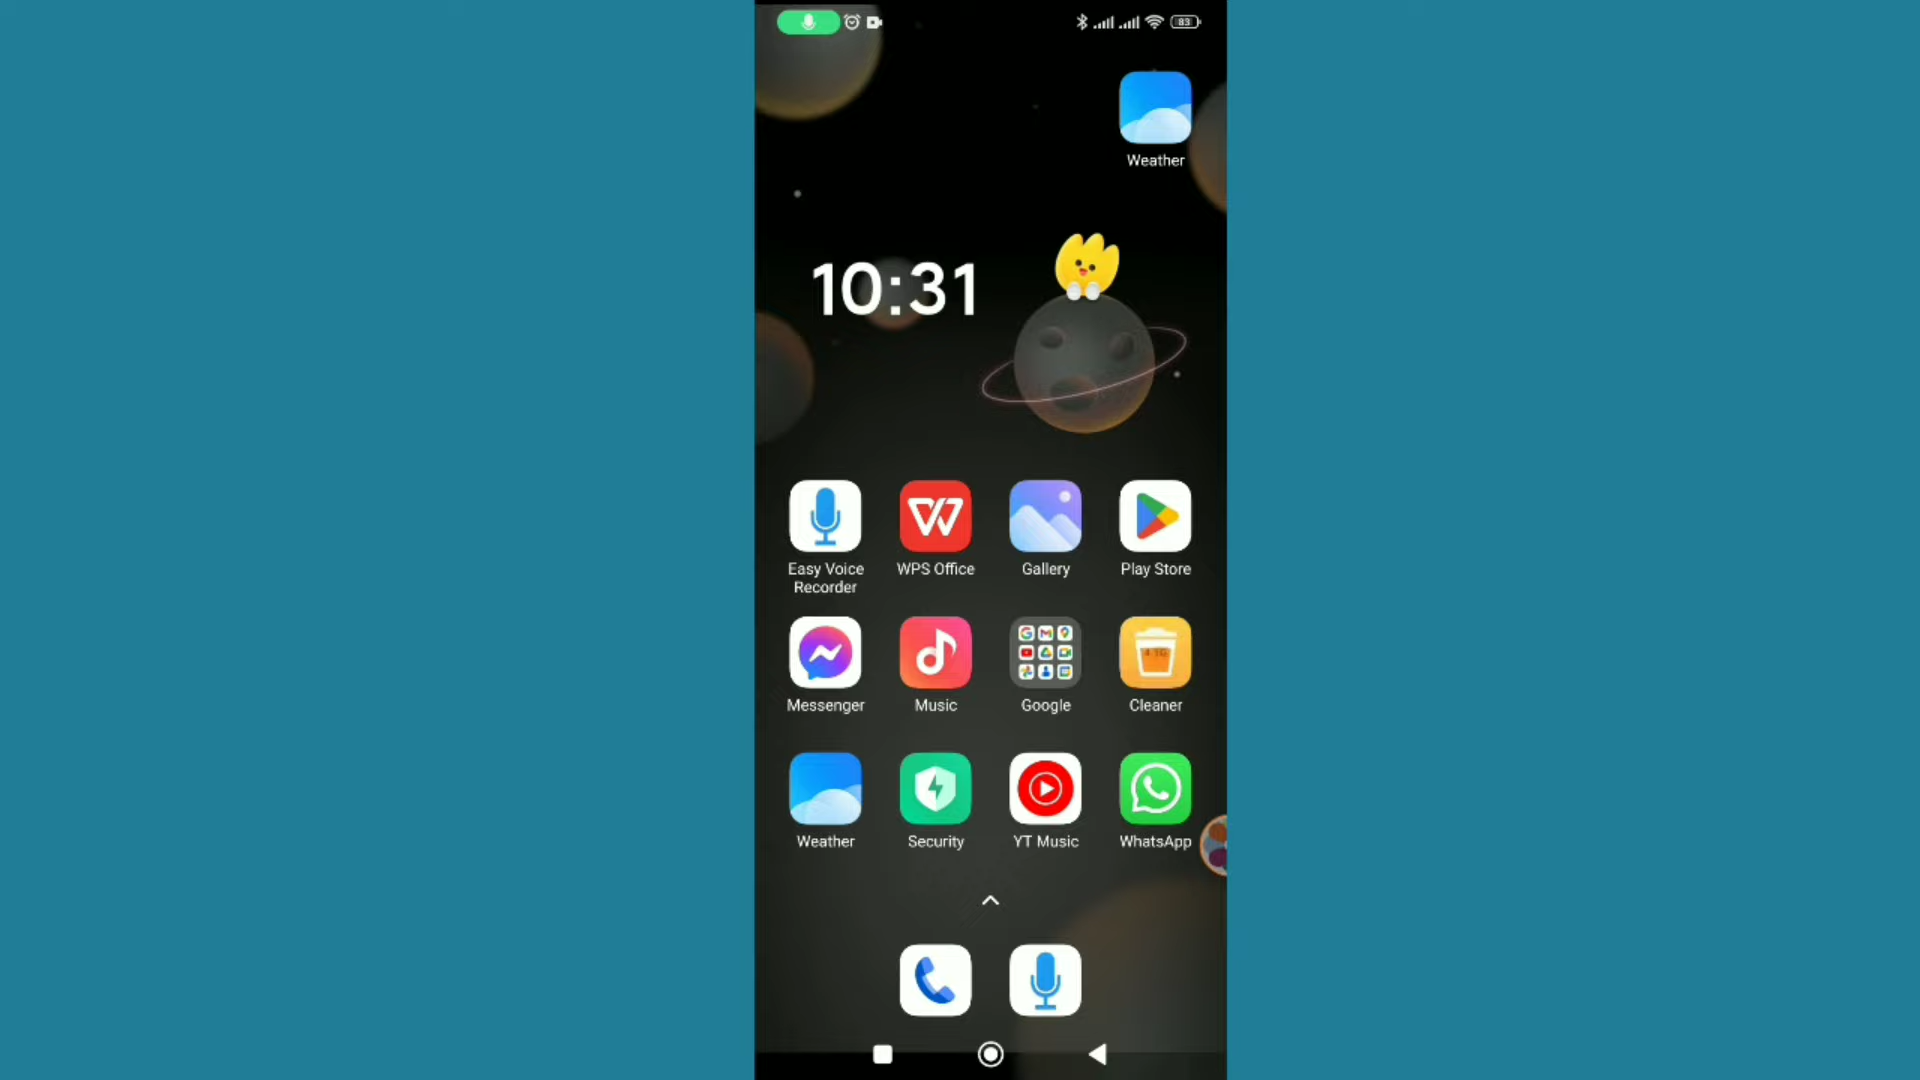 83
Weather
10:31
Easy Voice
Recorder
WPS Office
Gallery
Play Store
Messenger
Music
Google
Cleaner
Weather
Security
YT Music
WhatsApp